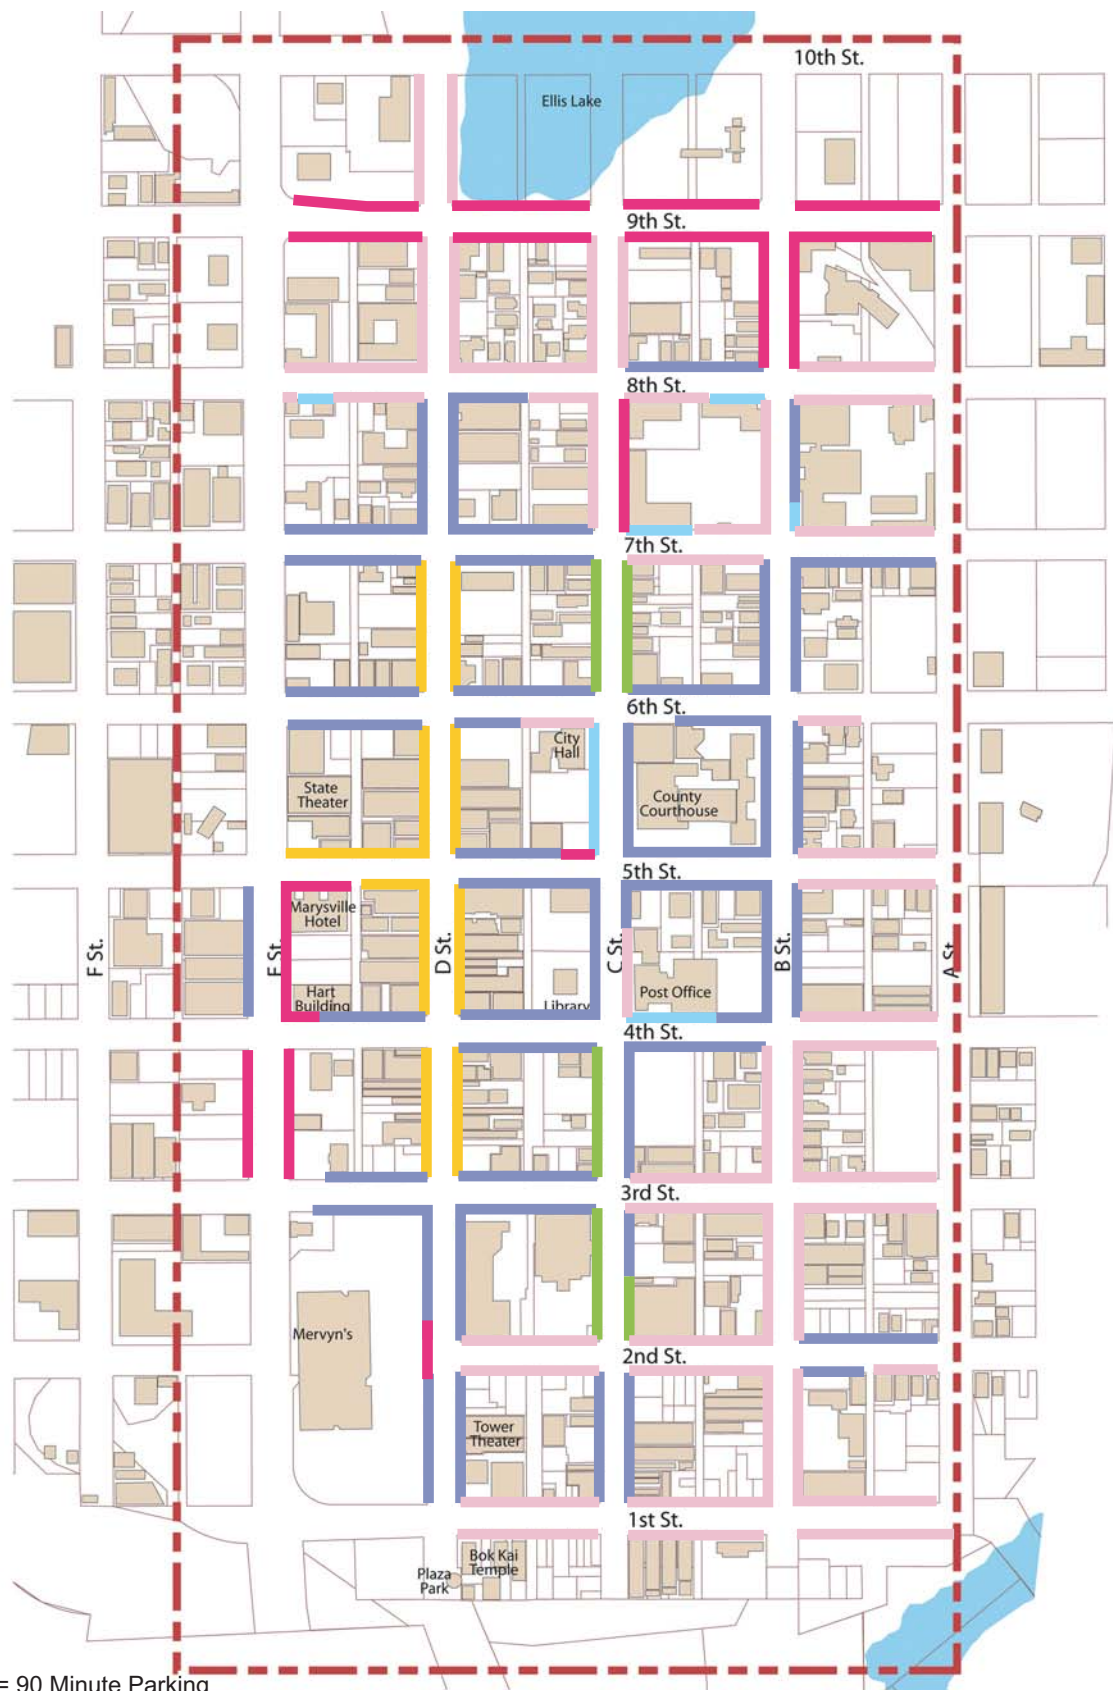 10th St.
Ellis Lake
9th St.
8th St.
7th St.
6th St.
City
Hall
State
Theater
County
Courthouse
5th St.
Marysville
Hotel
F St.
E St.
D St.
C St.
B St.
A St.
Hart
Building
Library
Post Office
4th St.
3rd St.
Mervyn's
2nd St.
Tower
Theater
1st St.
Bok Kai
Temple
Plaza
Park
= 90 Minute Parking